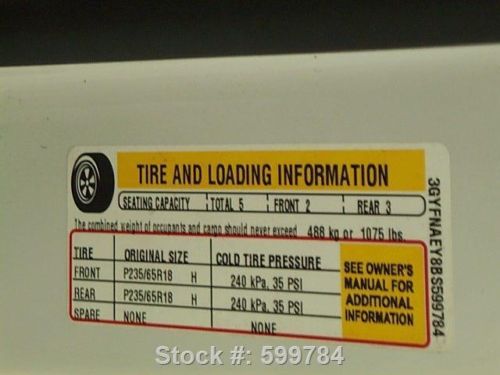 TIRE AND LOADING INFORMATION
SEATING CAPACITY TOTAL 5 FRONT 2 REAR 3
The combined weight of occupants and cargo should never exceed 488 kg or 1075 lbs.
TIRE ORIGINAL SIZE COLD TIRE PRESSURE
FRONT P235/65R18 H 240 kPa, 35 PSI
REAR P235/65R18 H 240 kPa, 35 PSI
SPARE NONE NONE
SEE OWNER'S
MANUAL FOR
ADDITIONAL
INFORMATION
3GYFNAEY8BS599784
Stock #: 599784